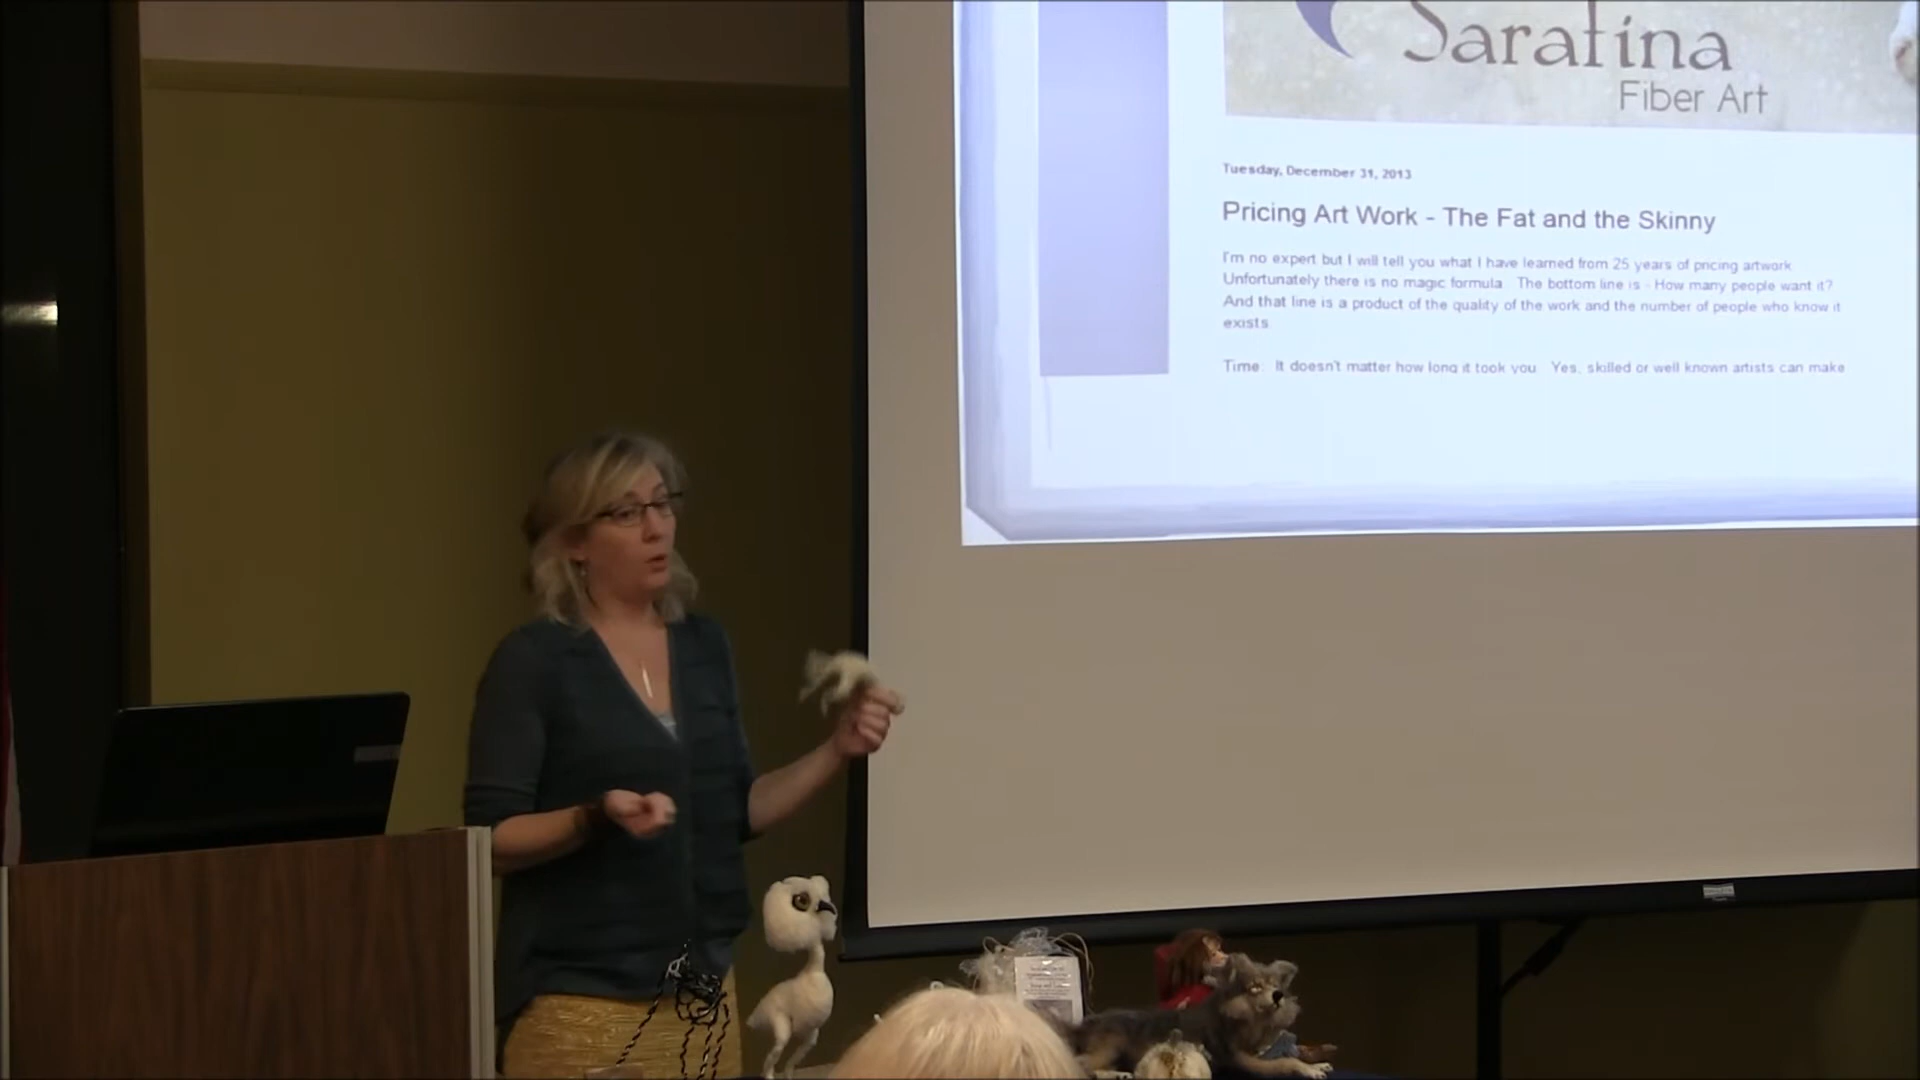 Sarafina
Fiber Art
Tuesday, December 31, 2013
Pricing Art Work - The Fat and the Skinny
I'm no expert but I will tell you what I have learned from 25 years of pricing artwork
Unfortunately there is no magic formula. The bottom line is - How many people want it?
And that line is a product of the quality of the work and the number of people who know it
exists.
Time: It doesn't matter how long it took you. Yes, skilled or well known artists can make